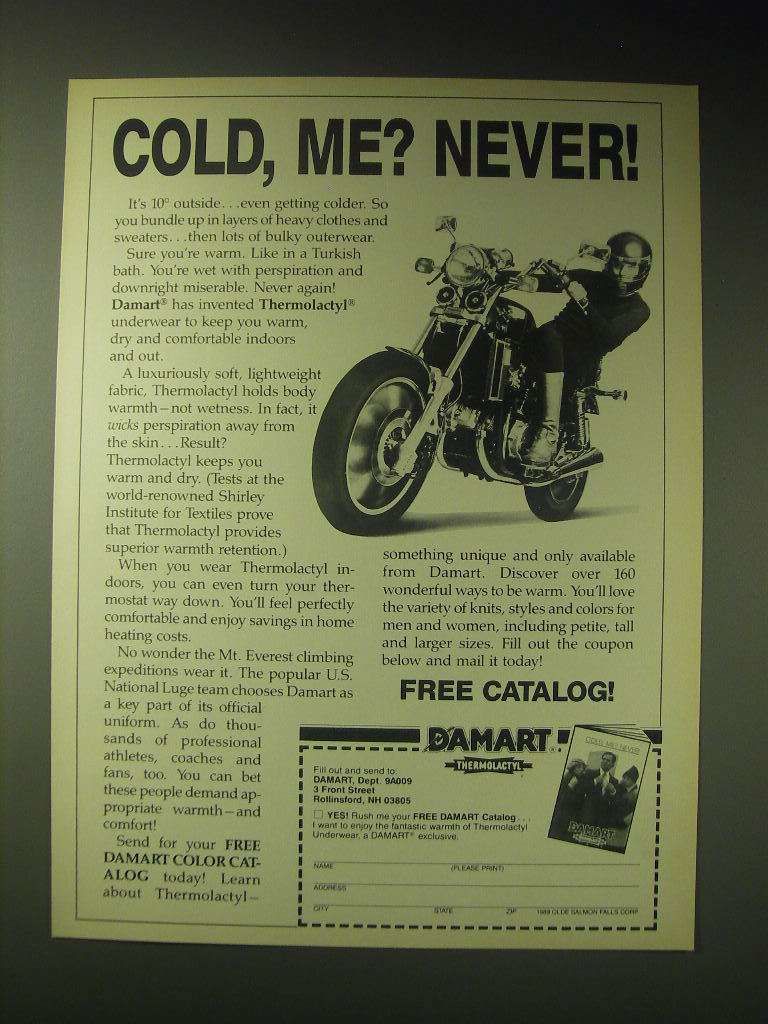 COLD, ME? NEVER!
It's 10° outside...even getting colder. So
you bundle up in layers of heavy clothes and
sweaters...then lots of bulky outerwear.
Sure you're warm. Like in a Turkish
bath. You're wet with perspiration and
downright miserable. Never again!
Damart® has invented Thermolactyl®
underwear to keep you warm,
dry and comfortable indoors
and out.
A luxuriously soft, lightweight
fabric, Thermolactyl holds body
warmth—not wetness. In fact, it
wicks perspiration away from
the skin...Result?
Thermolactyl keeps you
warm and dry. (Tests at the
world-renowned Shirley
Institute for Textiles prove
that Thermolactyl provides
superior warmth retention.)
When you wear Thermolactyl in-
doors, you can even turn your ther-
mostat way down. You'll feel perfectly
comfortable and enjoy savings in home
heating costs.
No wonder the Mt. Everest climbing
expeditions wear it. The popular U.S.
National Luge team chooses Damart as
a key part of its official
uniform. As do thou-
sands of professional
athletes, coaches and
fans, too. You can bet
these people demand ap-
propriate warmth—and
comfort!
Send for your FREE
DAMART COLOR CAT-
ALOG today! Learn
about Thermolactyl—
something unique and only available
from Damart. Discover over 160
wonderful ways to be warm. You'll love
the variety of knits, styles and colors for
men and women, including petite, tall
and larger sizes. Fill out the coupon
below and mail it today!
FREE CATALOG!
DAMART®
THERMOLACTYL
COLD, ME? NEVER!
DAMART
Fill out and send to:
DAMART, Dept. 9A009
3 Front Street
Rollinsford, NH 03805
YES! Rush me your FREE DAMART Catalog...
I want to enjoy the fantastic warmth of Thermolactyl
Underwear, a DAMART® exclusive.
NAME (PLEASE PRINT)
ADDRESS
CITY STATE ZIP 1989 OLDE SALMON FALLS CORP